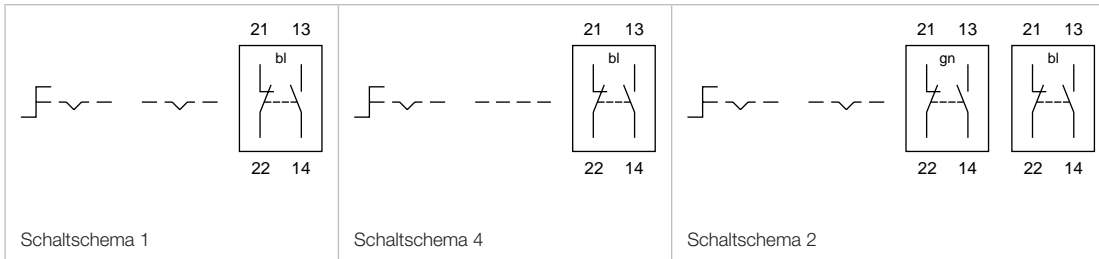 21 13
bl
22 14
Schaltschema 1
21 13
bl
22 14
Schaltschema 4
21 13
gn
22 14
21 13
bl
22 14
Schaltschema 2